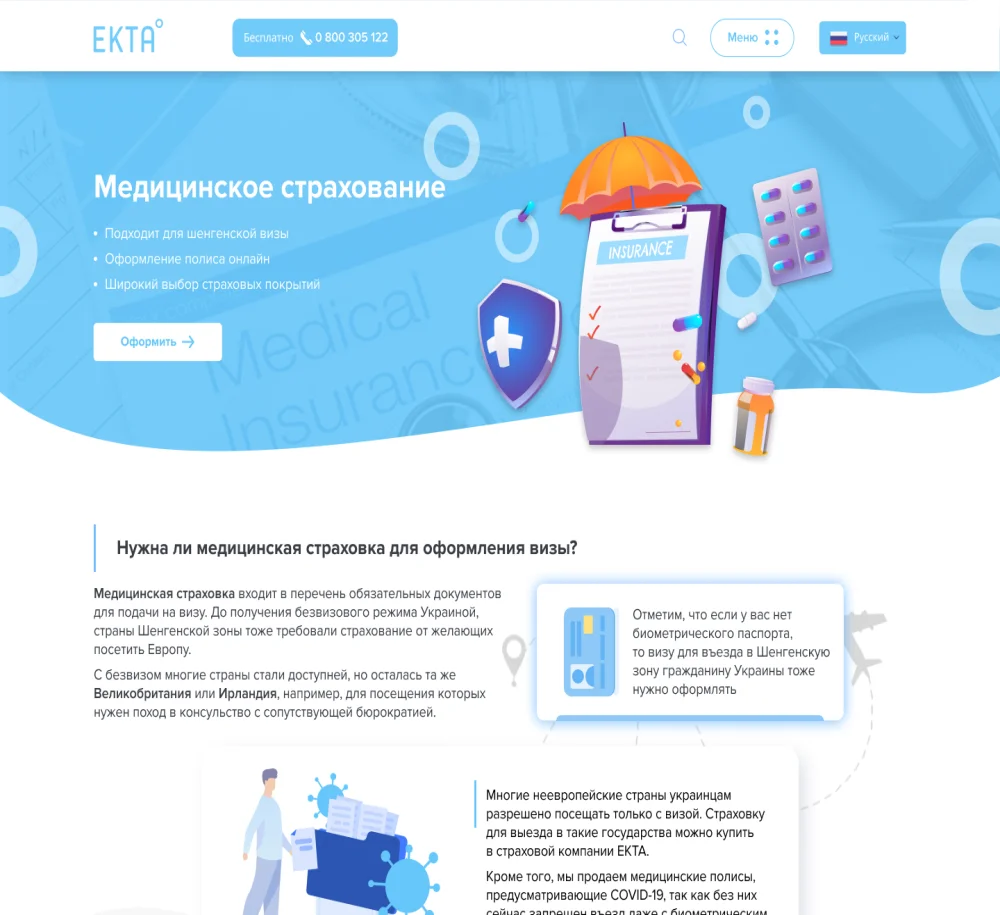 ЕКТА
Бесплатно 0 800 305 122
Меню
Русский
Медицинское страхование
• Подходит для шенгенской визы
• Оформление полиса онлайн
• Широкий выбор страховых покрытий
Оформить
Medical
Insurance
INSURANCE
Нужна ли медицинская страховка для оформления визы?
Медицинская страховка входит в перечень обязательных документов
для подачи на визу. До получения безвизового режима Украиной,
страны Шенгенской зоны тоже требовали страхование от желающих
посетить Европу.
С безвизом многие страны стали доступней, но осталась та же
Великобритания или Ирландия, например, для посещения которых
нужен поход в консульство с сопутствующей бюрократией.
Отметим, что если у вас нет
биометрического паспорта,
то визу для въезда в Шенгенскую
зону гражданину Украины тоже
нужно оформлять
Многие неевропейские страны украинцам
разрешено посещать только с визой. Страховку
для выезда в такие государства можно купить
в страховой компании ЕКТА.
Кроме того, мы продаем медицинские полисы,
предусматривающие COVID-19, так как без них
сейчас запрещен въезд даже с биометрическим